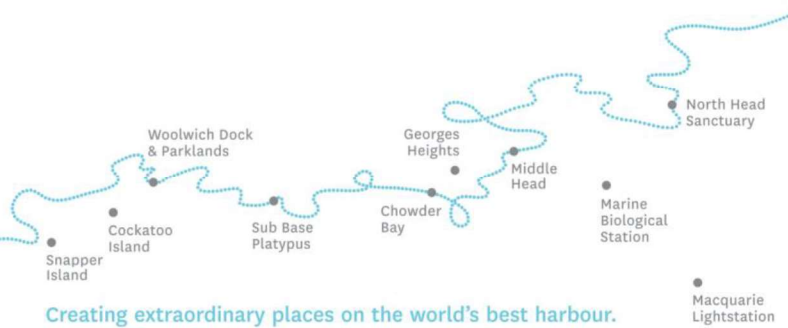 North Head
Sanctuary
Woolwich Dock
& Parklands
Georges
Heights
Middle
Head
Marine
Biological
Station
Chowder
Bay
Sub Base
Platypus
Cockatoo
Island
Snapper
Island
Macquarie
Lightstation
Creating extraordinary places on the world's best harbour.